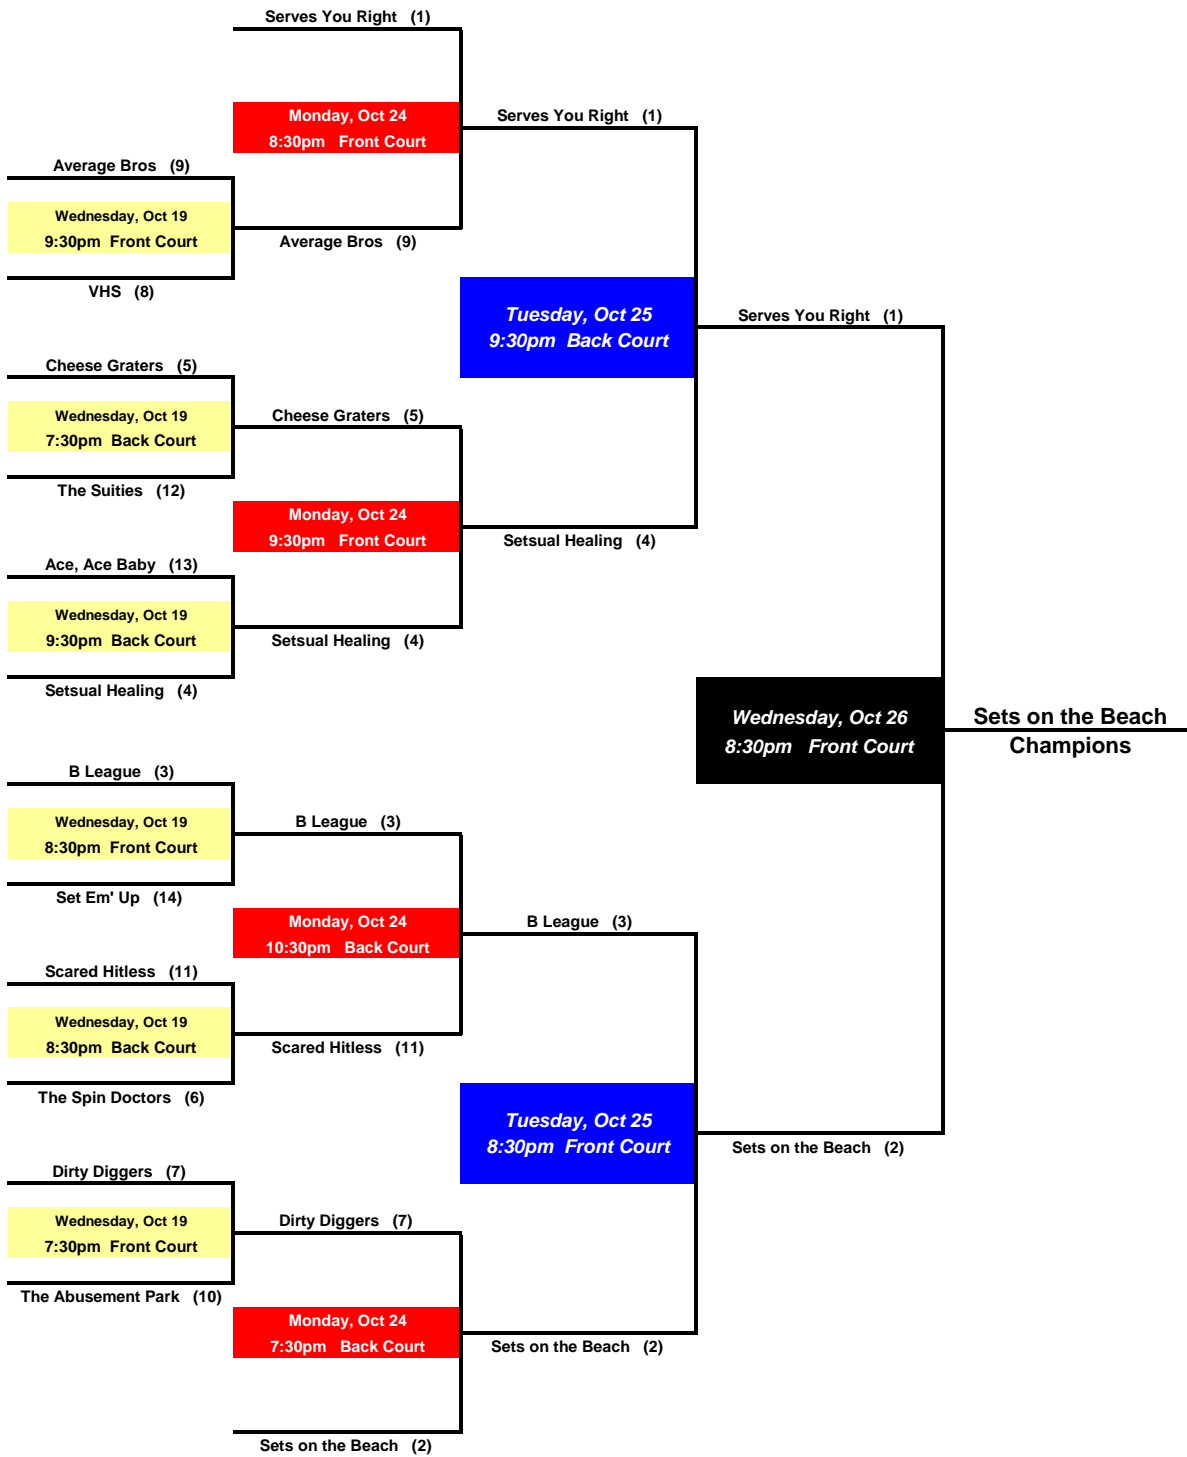 Serves You Right (1)
Monday, Oct 24
8:30pm Front Court
Serves You Right (1)
Average Bros (9)
Wednesday, Oct 19
9:30pm Front Court
Average Bros (9)
VHS (8)
Tuesday, Oct 25
9:30pm Back Court
Serves You Right (1)
Cheese Graters (5)
Wednesday, Oct 19
7:30pm Back Court
Cheese Graters (5)
The Suities (12)
Monday, Oct 24
9:30pm Front Court
Setsual Healing (4)
Ace, Ace Baby (13)
Wednesday, Oct 19
9:30pm Back Court
Setsual Healing (4)
Setsual Healing (4)
Wednesday, Oct 26
8:30pm Front Court
Sets on the Beach
Champions
B League (3)
Wednesday, Oct 19
8:30pm Front Court
B League (3)
Set Em' Up (14)
Monday, Oct 24
10:30pm Back Court
B League (3)
Scared Hitless (11)
Wednesday, Oct 19
8:30pm Back Court
Scared Hitless (11)
The Spin Doctors (6)
Tuesday, Oct 25
8:30pm Front Court
Sets on the Beach (2)
Dirty Diggers (7)
Wednesday, Oct 19
7:30pm Front Court
Dirty Diggers (7)
The Abusement Park (10)
Monday, Oct 24
7:30pm Back Court
Sets on the Beach (2)
Sets on the Beach (2)